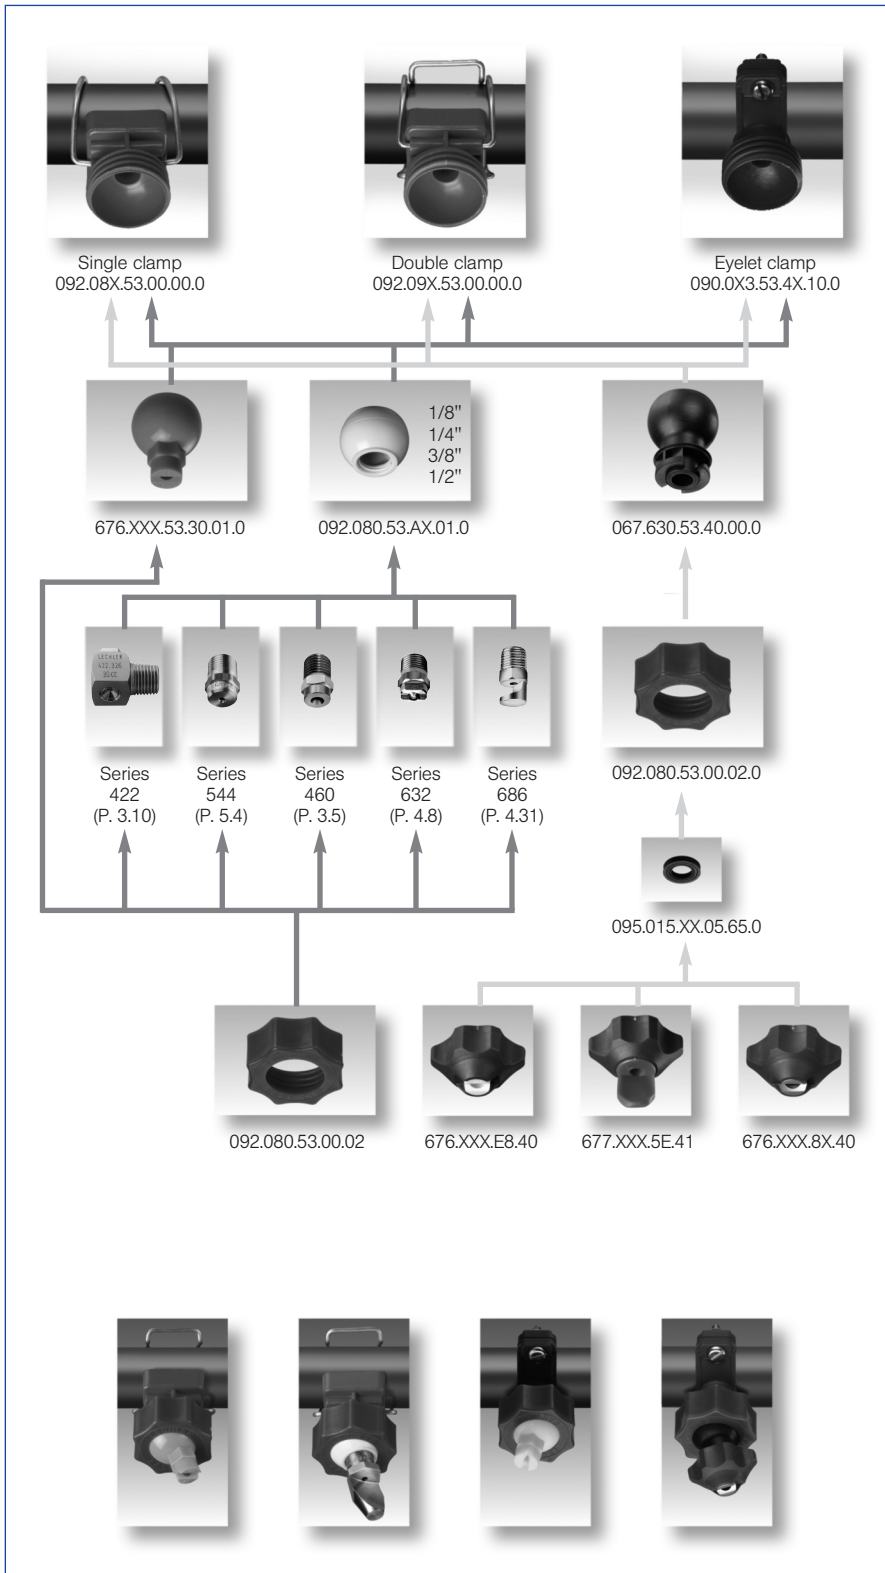 Single clamp
092.08X.53.00.00.0
Double clamp
092.09X.53.00.00.0
Eyelet clamp
090.0X3.53.4X.10.0
1/8"
1/4"
3/8"
1/2"
676.XXX.53.30.01.0
092.080.53.AX.01.0
067.630.53.40.00.0
LECHLER
422.326
30.CC
Series
422
(P. 3.10)
Series
544
(P. 5.4)
Series
460
(P. 3.5)
Series
632
(P. 4.8)
Series
686
(P. 4.31)
092.080.53.00.02.0
095.015.XX.05.65.0
092.080.53.00.02
676.XXX.E8.40
677.XXX.5E.41
676.XXX.8X.40